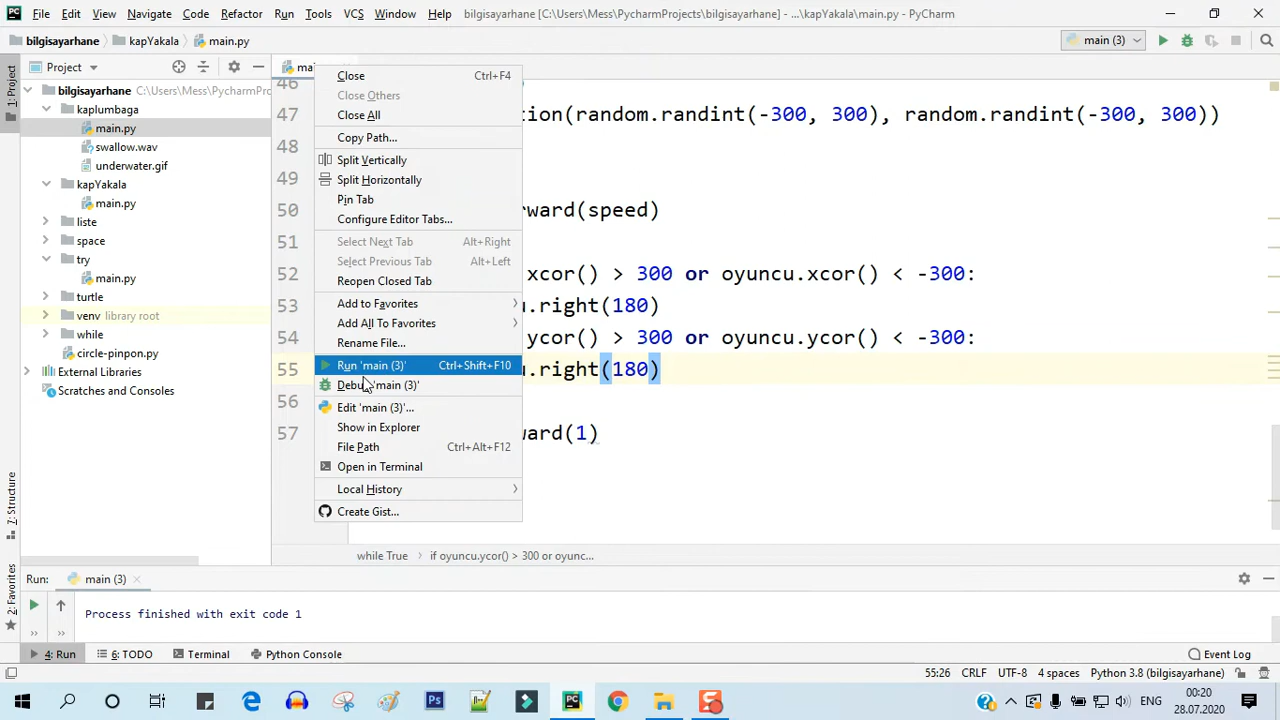 File Edit View Navigate Code Refactor Run Tools VCS Window Help bilgisayarhane [C:\Users\Mess\PycharmProjects\bilgisayarhane] - ...\kapYakala\main.py - PyCharm
bilgisayarhane kapYakala main.py main (3)
1: Project
Project
bilgisayarhane C:\Users\Mess\PycharmPro
kaplumbaga
main.py
swallow.wav
underwater.gif
kapYakala
main.py
liste
space
try
main.py
turtle
venv library root
while
circle-pinpon.py
External Libraries
Scratches and Consoles
7: Structure
2: Favorites
Close Ctrl+F4
Close Others
Close All
Copy Path...
Split Vertically
Split Horizontally
Pin Tab
Configure Editor Tabs...
Select Next Tab Alt+Right
Select Previous Tab Alt+Left
Reopen Closed Tab
Add to Favorites
Add All To Favorites
Rename File...
Run 'main (3)' Ctrl+Shift+F10
Debug 'main (3)'
Edit 'main (3)'...
Show in Explorer
File Path Ctrl+Alt+F12
Open in Terminal
Local History
Create Gist...
46
47 tion(random.randint(-300, 300), random.randint(-300, 300))
48
49
50 rward(speed)
51
52 xcor() > 300 or oyuncu.xcor() < -300:
53 .right(180)
54 ycor() > 300 or oyuncu.ycor() < -300:
55 .right(180)
56
57 ward(1)
while True if oyuncu.ycor() > 300 or oyunc...
Run: main (3)
Process finished with exit code 1
4: Run 6: TODO Terminal Python Console Event Log
55:26 CRLF UTF-8 4 spaces Python 3.8 (bilgisayarhane)
ENG 00:20
28.07.2020